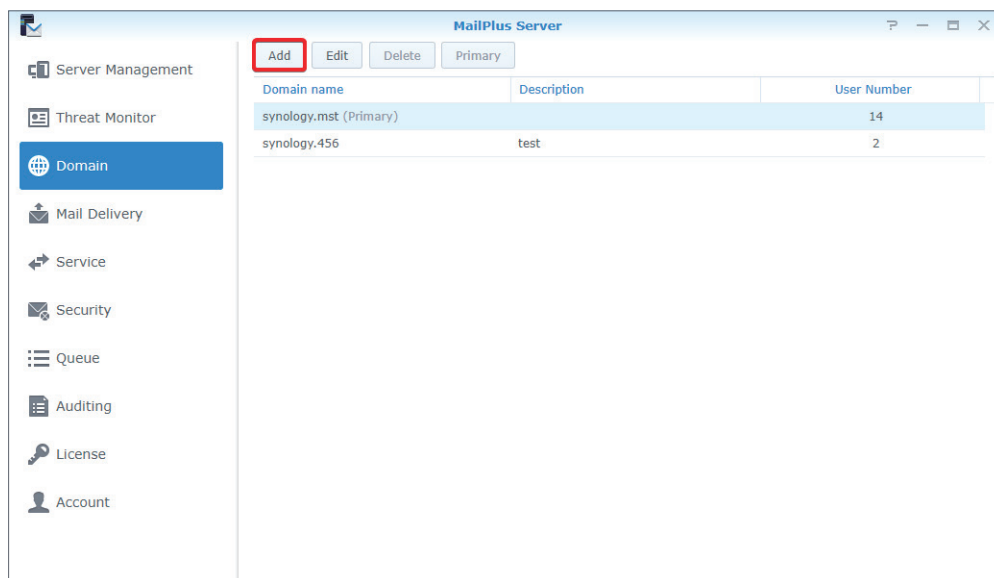 MailPlus Server
Server Management
Threat Monitor
Domain
Mail Delivery
Service
Security
Queue
Auditing
License
Account
Add Edit Delete Primary
Domain name Description User Number
synology.mst (Primary) 14
synology.456 test 2